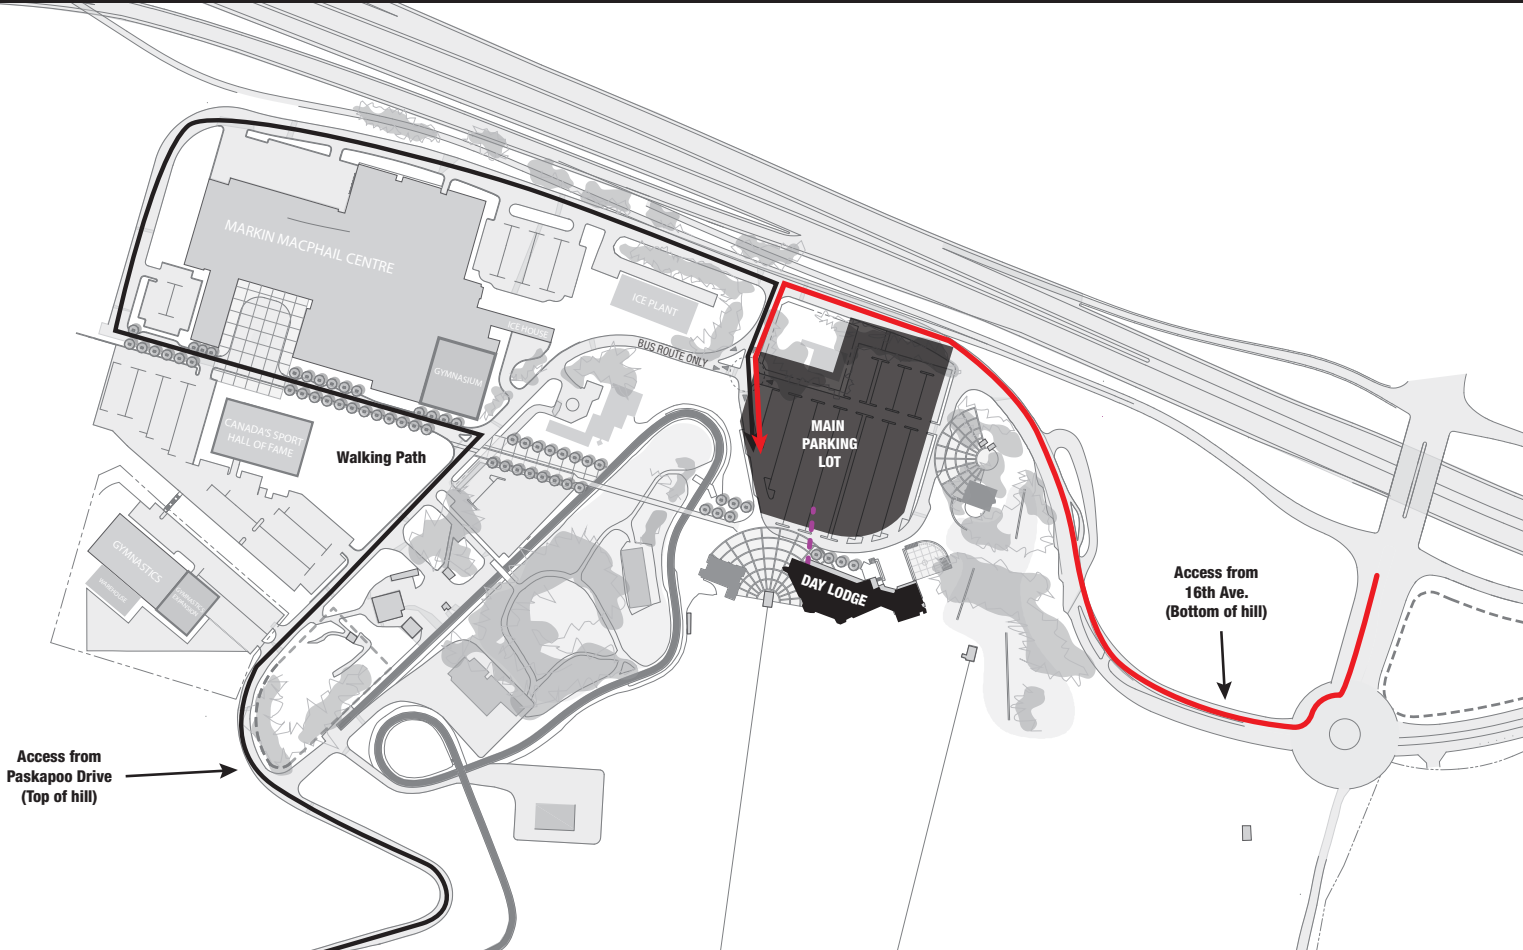 MARKIN MACPHAIL CENTRE
ICE PLANT
ICE HOUSE
BUS ROUTE ONLY
GYMNASIUM
CANADA'S SPORT
HALL OF FAME
Walking Path
MAIN
PARKING
LOT
GYMNASTICS
DAY LODGE
Access from
16th Ave.
(Bottom of hill)
Access from
Paskapoo Drive
(Top of hill)